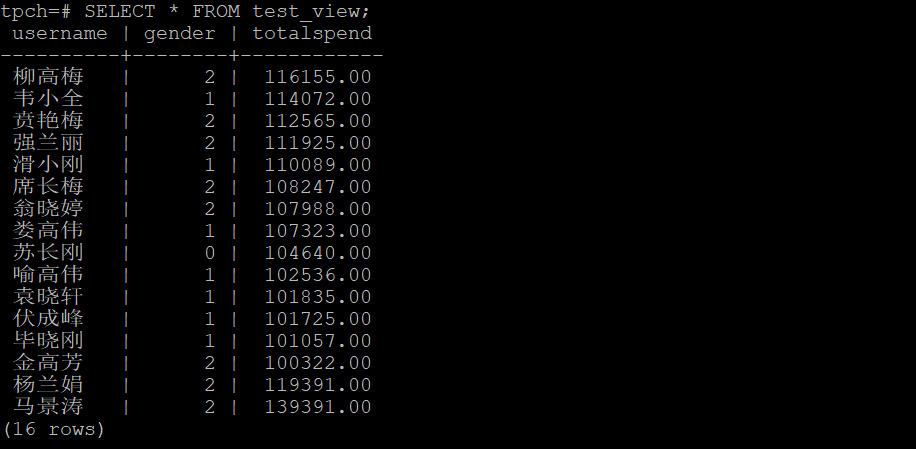 tpch=# SELECT * FROM test_view;
 username | gender | totalspend
----------+--------+------------
 柳高梅   |      2 |  116155.00
 韦小全   |      1 |  114072.00
 贲艳梅   |      2 |  112565.00
 强兰丽   |      2 |  111925.00
 滑小刚   |      1 |  110089.00
 席长梅   |      2 |  108247.00
 翁晓婷   |      2 |  107988.00
 娄高伟   |      1 |  107323.00
 苏长刚   |      0 |  104640.00
 喻高伟   |      1 |  102536.00
 袁晓轩   |      1 |  101835.00
 伏成峰   |      1 |  101725.00
 毕晓刚   |      1 |  101057.00
 金高芳   |      2 |  100322.00
 杨兰娟   |      2 |  119391.00
 马景涛   |      2 |  139391.00
(16 rows)